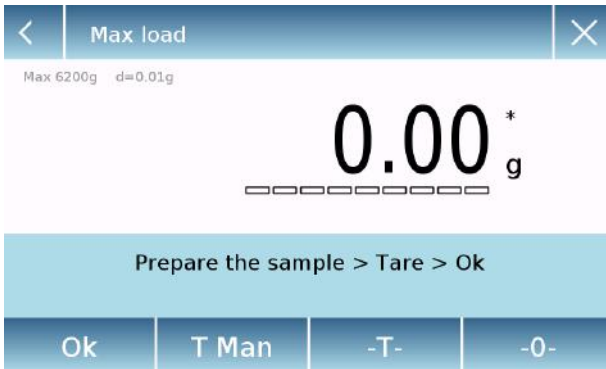 Max load
Max 6200g d=0.01g
0.00 *
g
Prepare the sample > Tare > Ok
Ok T Man -T- -0-